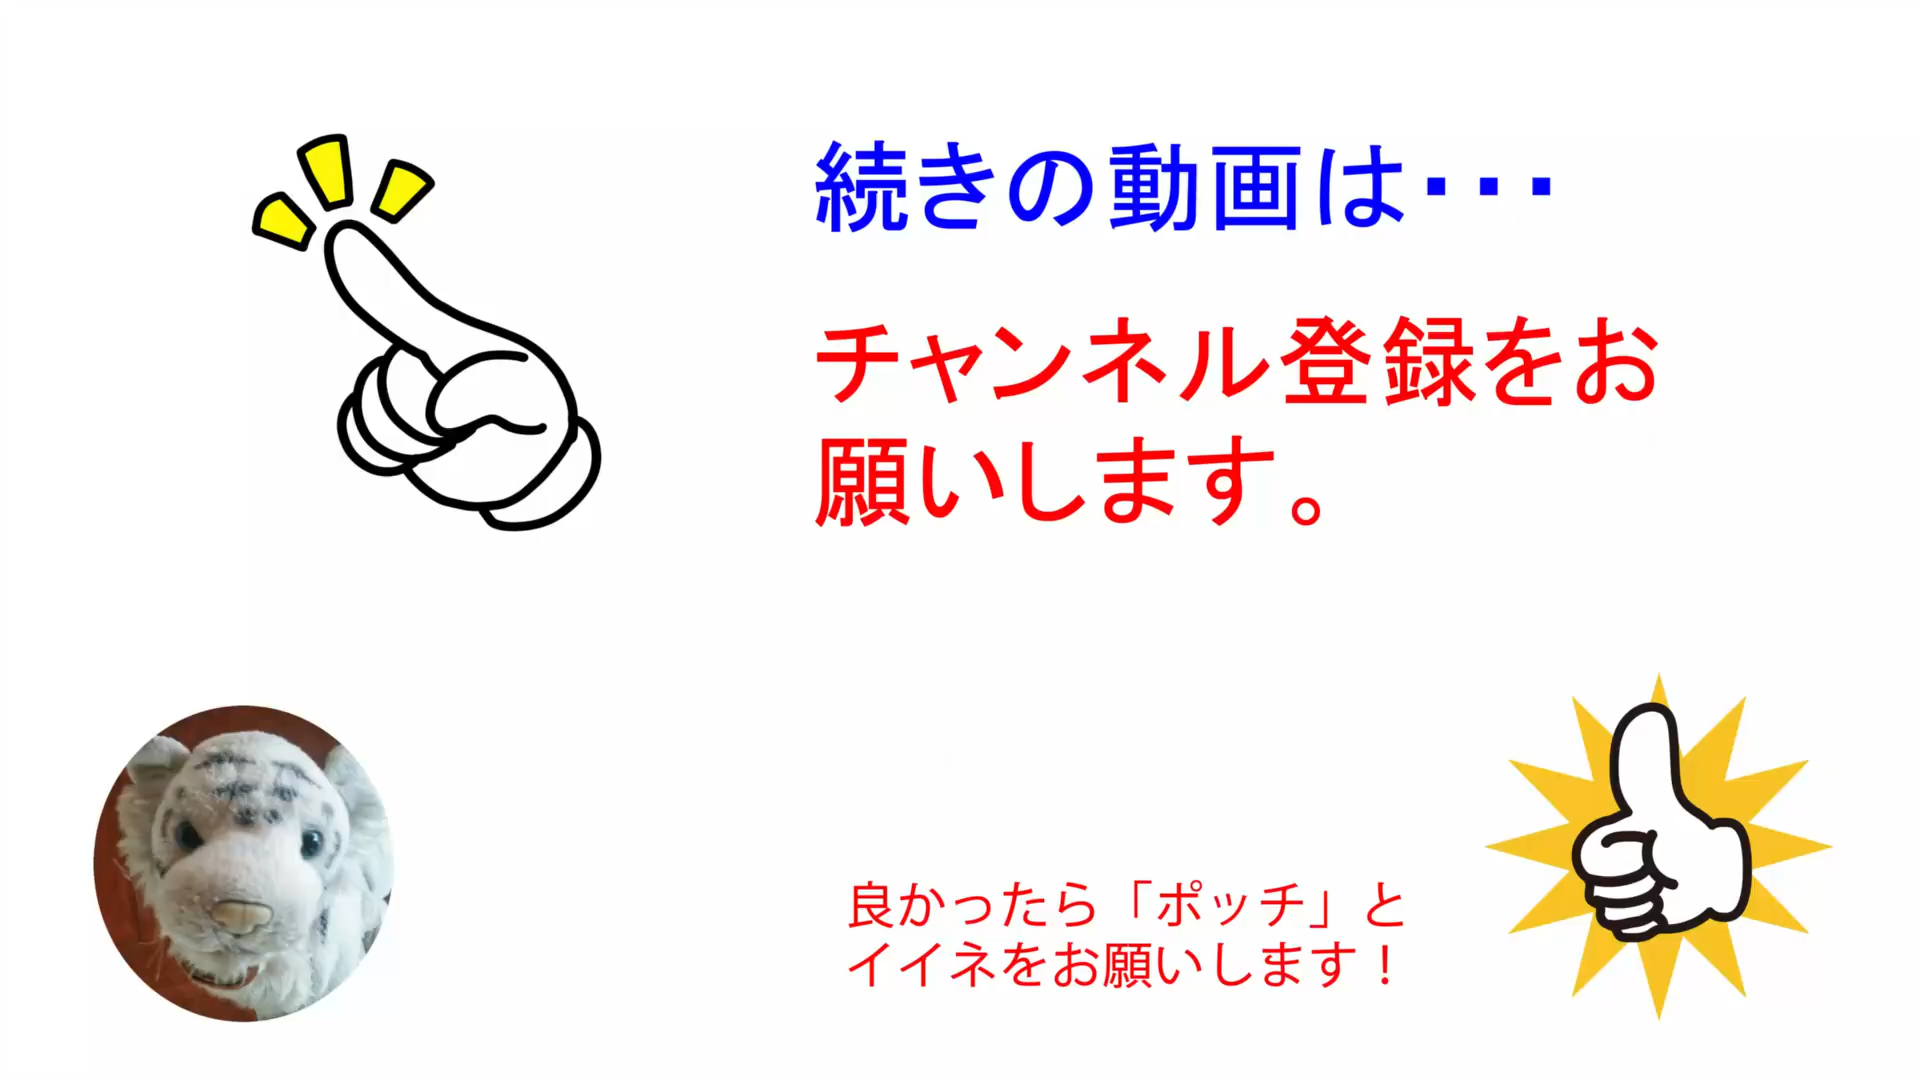 続きの動画は･･･
チャンネル登録をお
願いします。
良かったら「ポッチ」と
イイネをお願いします！